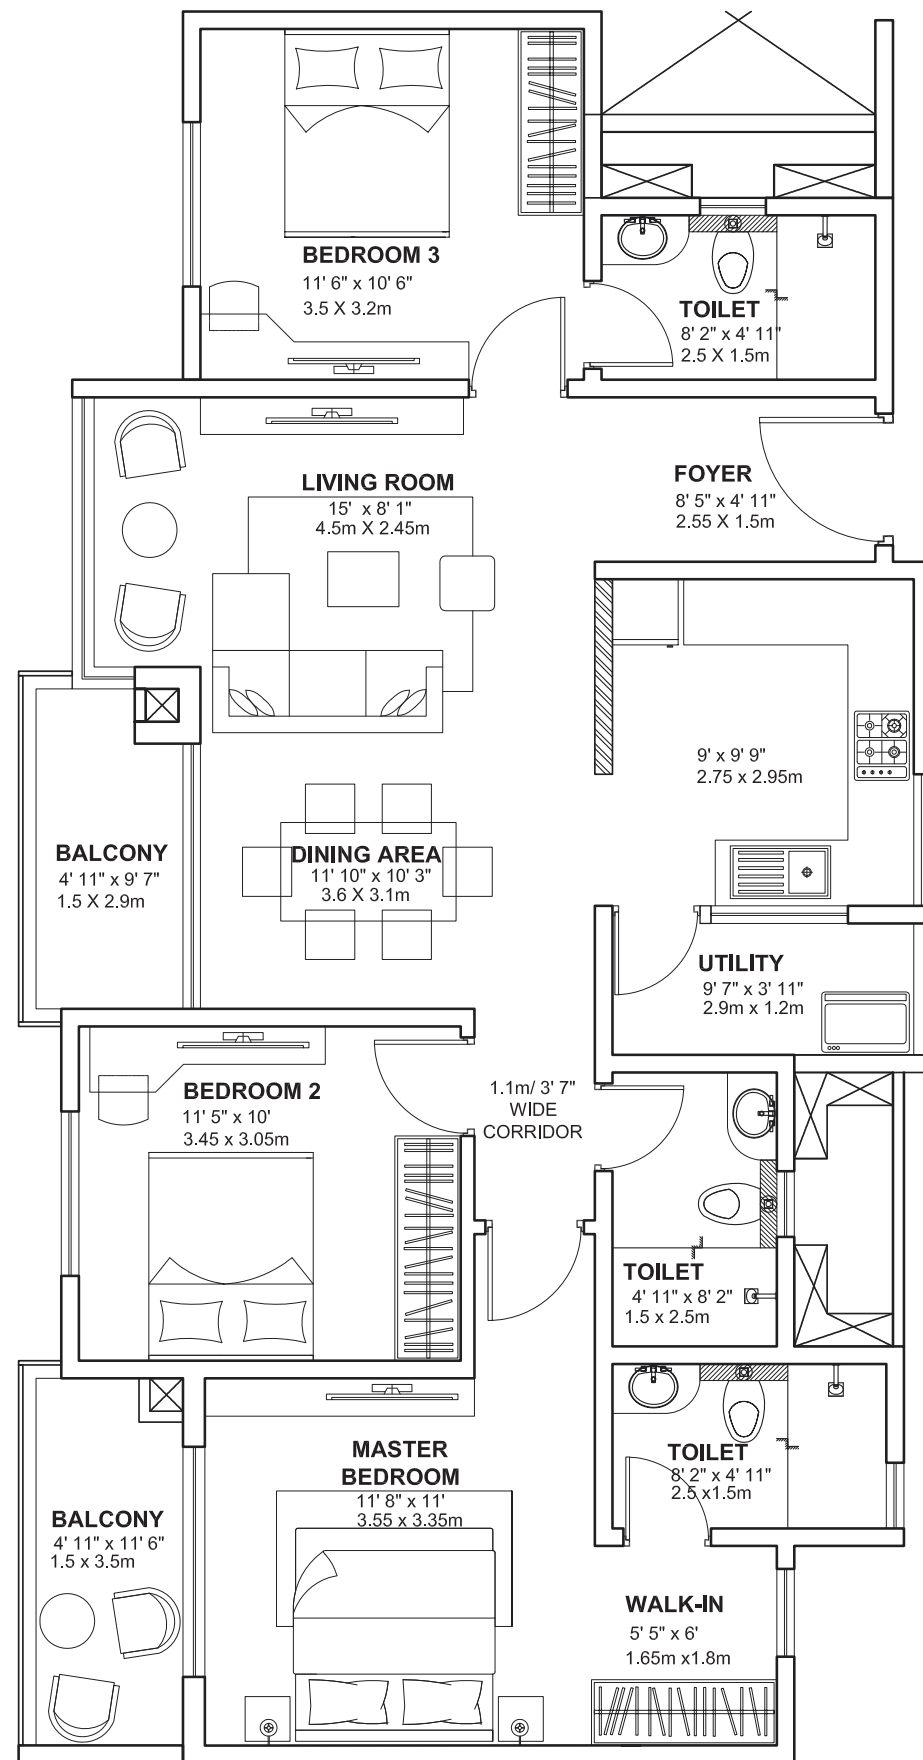 BEDROOM 3
11' 6" x 10' 6"
3.5 X 3.2m
TOILET
8' 2" x 4' 11"
2.5 X 1.5m
LIVING ROOM
15' x 8' 1"
4.5m X 2.45m
FOYER
8' 5" x 4' 11"
2.55 X 1.5m
9' x 9' 9"
2.75 x 2.95m
BALCONY
4' 11" x 9' 7"
1.5 X 2.9m
DINING AREA
11' 10" x 10' 3"
3.6 X 3.1m
UTILITY
9' 7" x 3' 11"
2.9m x 1.2m
BEDROOM 2
11' 5" x 10'
3.45 x 3.05m
1.1m/ 3' 7"
WIDE
CORRIDOR
TOILET
4' 11" x 8' 2"
1.5 x 2.5m
MASTER
BEDROOM
11' 8" x 11'
3.55 x 3.35m
TOILET
8' 2" x 4' 11"
2.5 x1.5m
BALCONY
4' 11" x 11' 6"
1.5 x 3.5m
WALK-IN
5' 5" x 6'
1.65m x1.8m